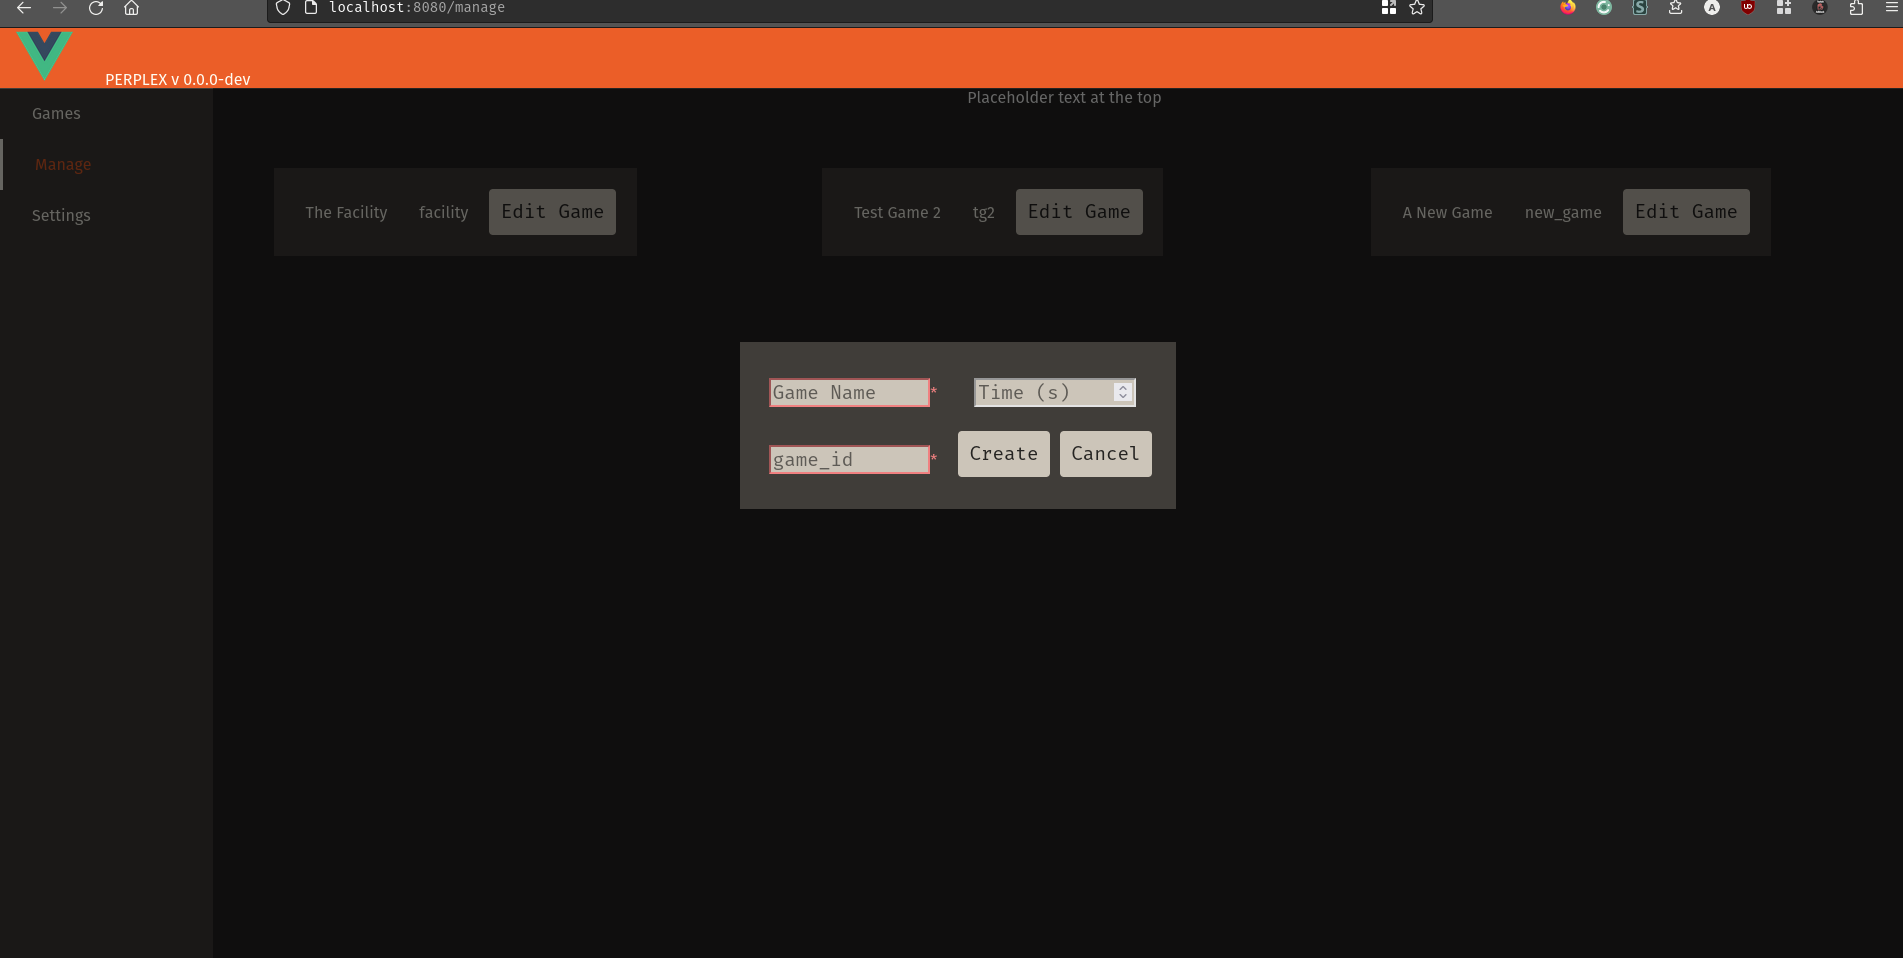 localhost:8080/manage
PERPLEX v 0.0.0-dev
Games
Manage
Settings
Placeholder text at the top
The Facility facility Edit Game
Test Game 2 tg2 Edit Game
A New Game new_game Edit Game
Game Name * Time (s)
game_id * Create Cancel